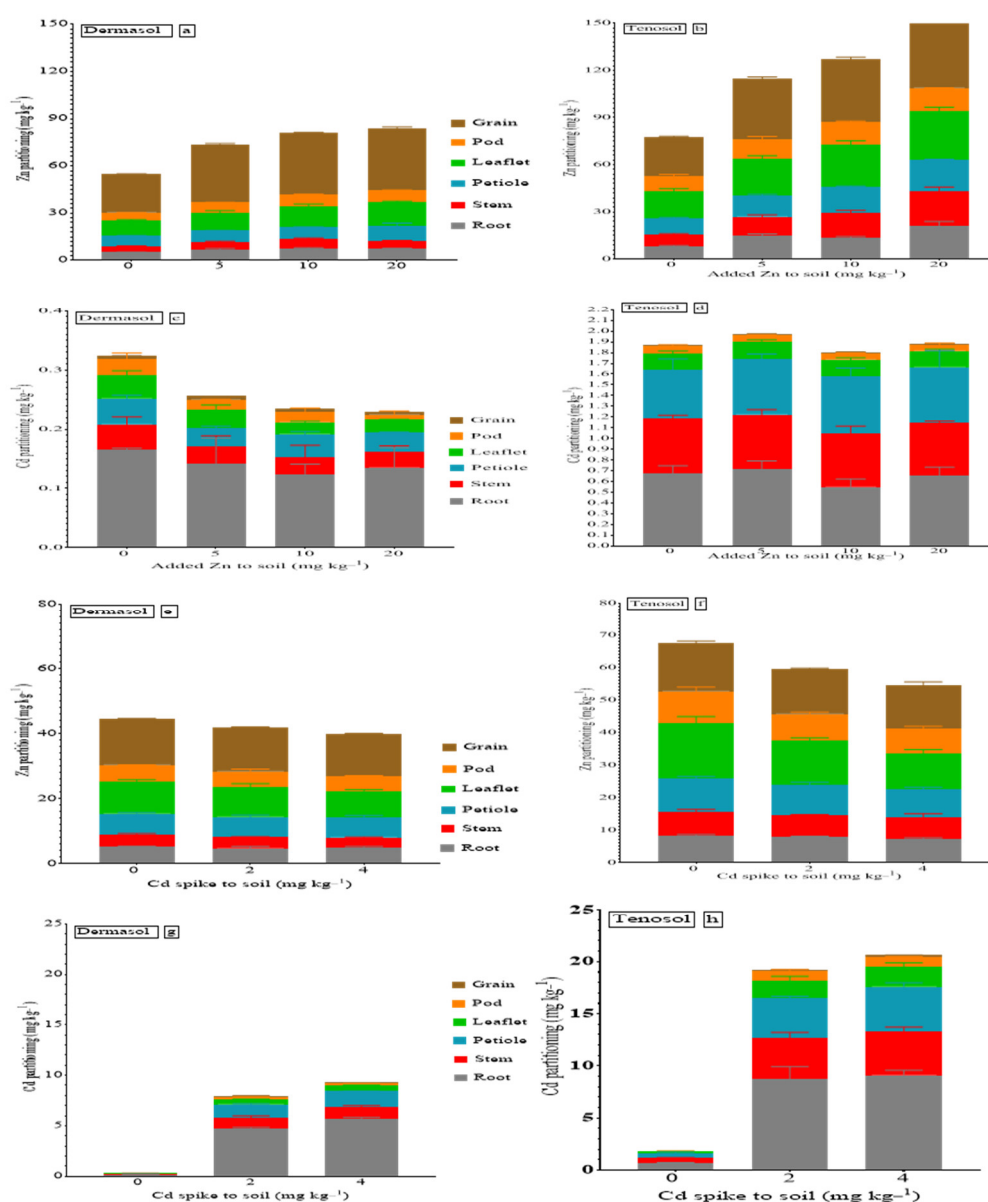 Dermasol a
Zn partitioning (mg kg⁻¹)
150
120
90
60
30
0
0 5 10 20
Grain
Pod
Leaflet
Petiole
Stem
Root
Tenosol b
Zn partitioning (mg kg⁻¹)
150
120
90
60
30
0
0 5 10 20
Added Zn to soil (mg kg⁻¹)
Dermasol c
Cd partitioning (mg kg⁻¹)
0.4
0.3
0.2
0.1
0.0
0 5 10 20
Added Zn to soil (mg kg⁻¹)
Grain
Pod
Leaflet
Petiole
Stem
Root
Tenosol d
Cd partitioning (mg kg⁻¹)
2.2
2.1
2.0
1.9
1.8
1.7
1.6
1.5
1.4
1.3
1.2
1.1
1.0
0.9
0.8
0.7
0.6
0.5
0.4
0.3
0.2
0.1
0.0
0 5 10 20
Added Zn to soil (mg kg⁻¹)
Dermasol e
Zn partitioning (mg kg⁻¹)
80
60
40
20
0
0 2 4
Cd spike to soil (mg kg⁻¹)
Grain
Pod
Leaflet
Petiole
Stem
Root
Tenosol f
Zn partitioning (mg kg⁻¹)
80
70
60
50
40
30
20
10
0
0 2 4
Cd spike to soil (mg kg⁻¹)
Dermasol g
Cd partitioning (mg kg⁻¹)
25
20
15
10
5
0
0 2 4
Cd spike to soil (mg kg⁻¹)
Grain
Pod
Leaflet
Petiole
Stem
Root
Tenosol h
Cd partitioning (mg kg⁻¹)
25
20
15
10
5
0
0 2 4
Cd spike to soil (mg kg⁻¹)